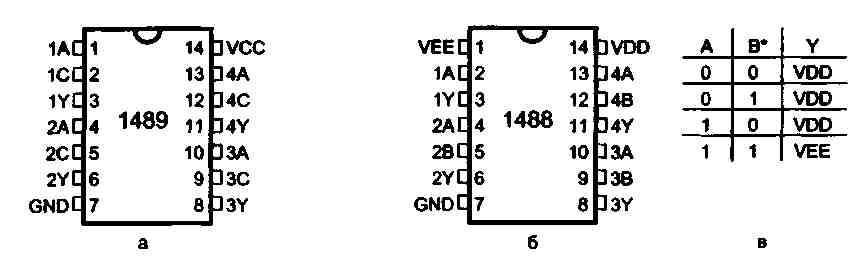 1A 1 14 VCC
1C 2 13 4A
1Y 3 12 4C
1489
2A 4 11 4Y
2C 5 10 3A
2Y 6 9 3C
GND 7 8 3Y
а
VEE 1 14 VDD
1A 2 13 4A
1Y 3 12 4B
1488
2A 4 11 4Y
2B 5 10 3A
2Y 6 9 3B
GND 7 8 3Y
б
A B* Y
0 0 VDD
0 1 VDD
1 0 VDD
1 1 VEE
в